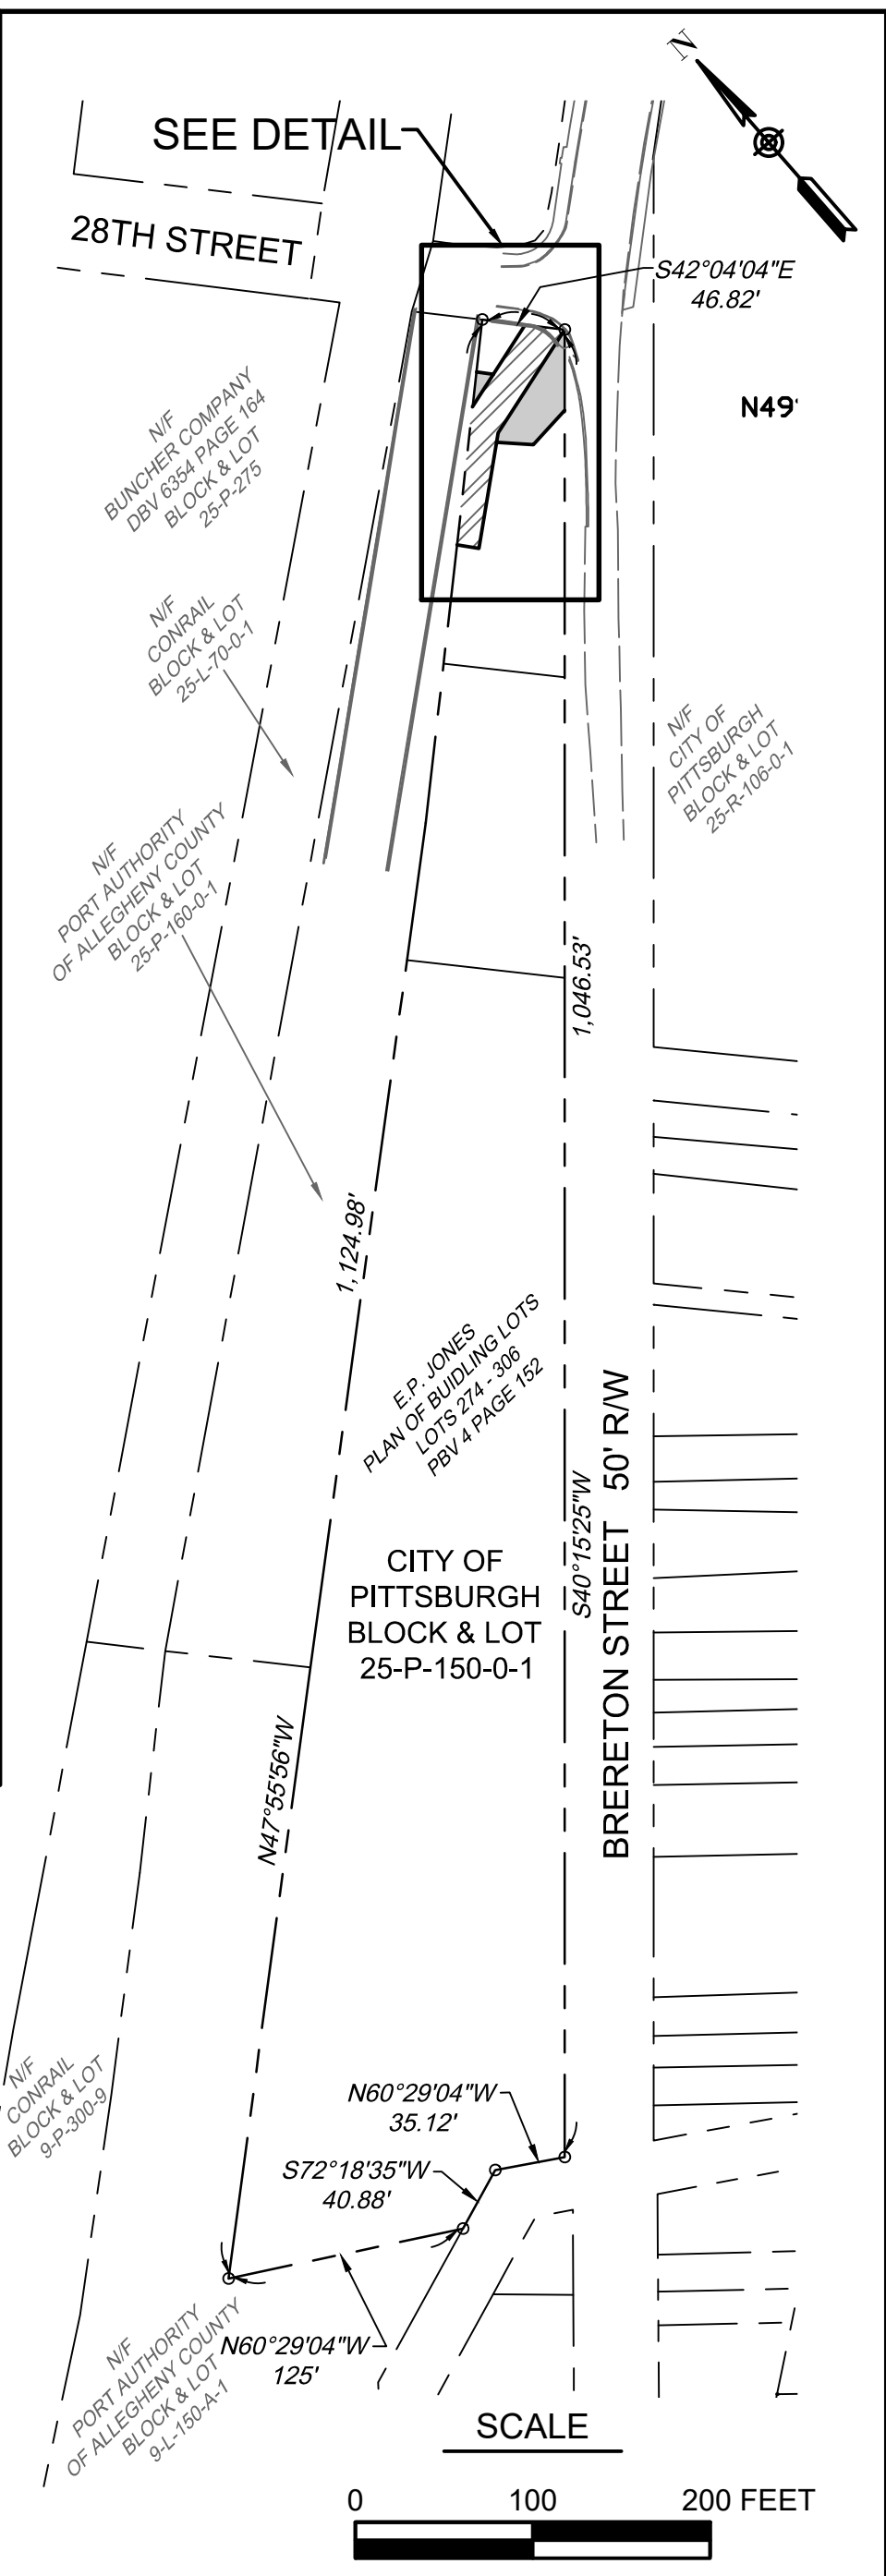 N
SEE DETAIL
28TH STREET
S42°04'04"E
46.82'
N/F
BUNCHER COMPANY
DBV 6354 PAGE 164
BLOCK & LOT
25-P-275
N49°
N/F
CONRAIL
BLOCK & LOT
25-L-70-0-1
N/F
CITY OF
PITTSBURGH
BLOCK & LOT
25-R-106-0-1
N/F
PORT AUTHORITY
OF ALLEGHENY COUNTY
BLOCK & LOT
25-P-160-0-1
1,046.53'
1,124.98'
E.P. JONES
PLAN OF BUIDLING LOTS
LOTS 274 - 306
PBV 4 PAGE 152
BRERETON STREET 50' R/W
S40°15'25"W
CITY OF
PITTSBURGH
BLOCK & LOT
25-P-150-0-1
N47°55'56"W
N/F
CONRAIL
BLOCK & LOT
9-P-300-9
N60°29'04"W
35.12'
S72°18'35"W
40.88'
N60°29'04"W
125'
N/F
PORT AUTHORITY
OF ALLEGHENY COUNTY
BLOCK & LOT
9-L-150-A-1
SCALE
0 100 200 FEET